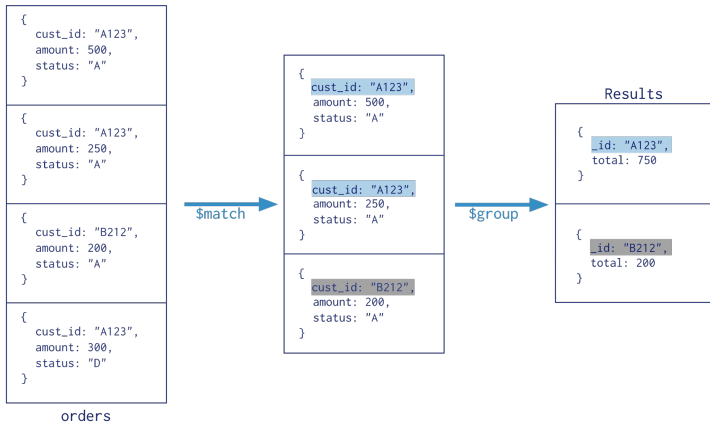 {
cust_id: "A123",
amount: 500,
status: "A"
}
{
cust_id: "A123",
amount: 250,
status: "A"
}
{
cust_id: "B212",
amount: 200,
status: "A"
}
{
cust_id: "A123",
amount: 300,
status: "D"
}
orders
$match
{
cust_id: "A123",
amount: 500,
status: "A"
}
{
cust_id: "A123",
amount: 250,
status: "A"
}
{
cust_id: "B212",
amount: 200,
status: "A"
}
$group
Results
{
_id: "A123",
total: 750
}
{
_id: "B212",
total: 200
}